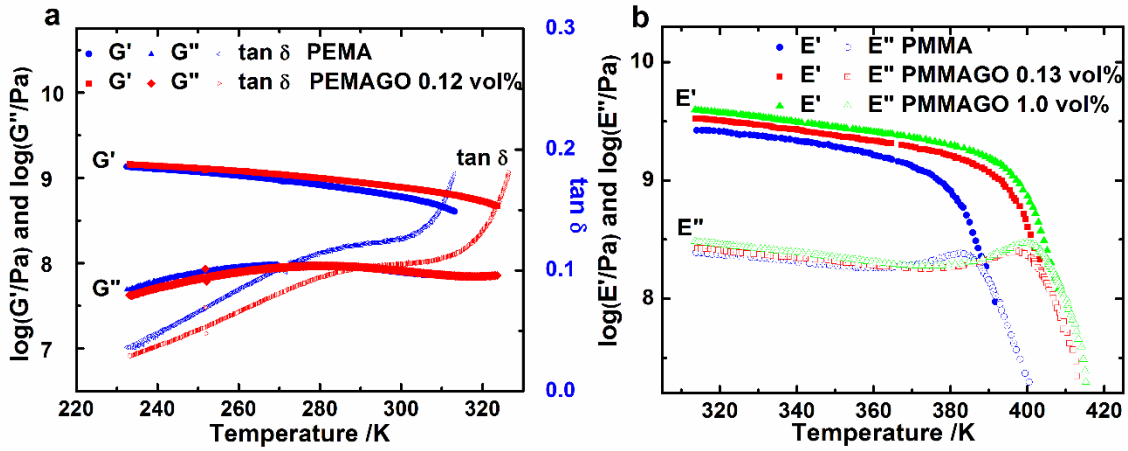 a
G' G" tan δ PEMA
G' G" tan δ PEMAGO 0.12 vol%
G'
G"
tan δ
log(G'/Pa) and log(G"/Pa)
10
9
8
7
220 240 260 280 300 320
Temperature /K
0.3
0.2
0.1
0.0
tan δ
b
E' E" PMMA
E' E" PMMAGO 0.13 vol%
E' E" PMMAGO 1.0 vol%
E'
E"
log(E'/Pa) and log(E"/Pa)
10
9
8
320 340 360 380 400 420
Temperature /K